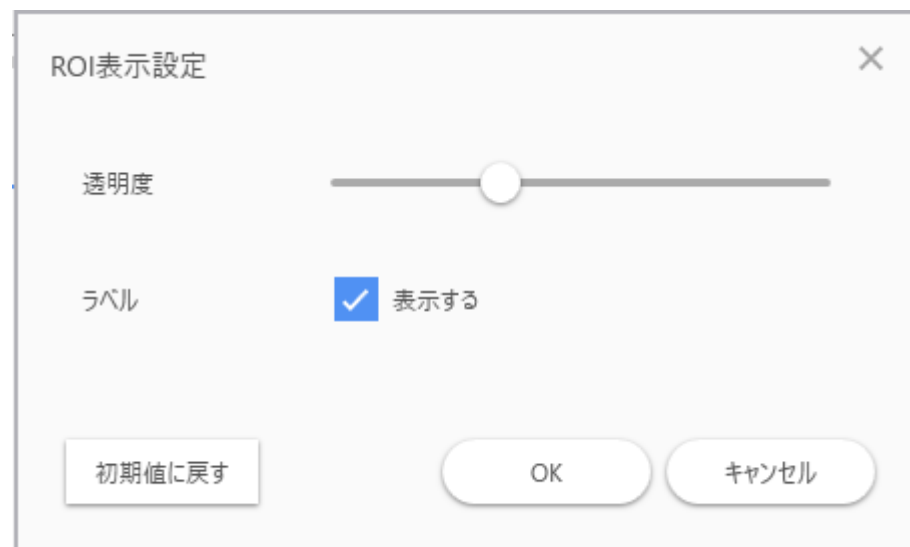 ROI表示設定
透明度
ラベル
表示する
初期値に戻す
OK
キャンセル